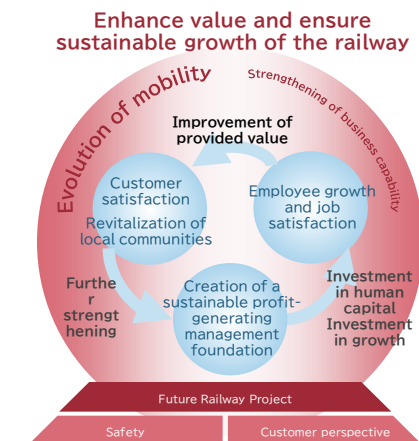 Enhance value and ensure
sustainable growth of the railway
Evolution of mobility
Strengthening of business capability
Improvement of
provided value
Customer
satisfaction
Revitalization of
local communities
Employee growth
and job
satisfaction
Furthe
r
strengt
hening
Creation of a
sustainable profit-
generating
management
foundation
Investment
in human
capital
Investment
in growth
Future Railway Project
Safety
Customer perspective